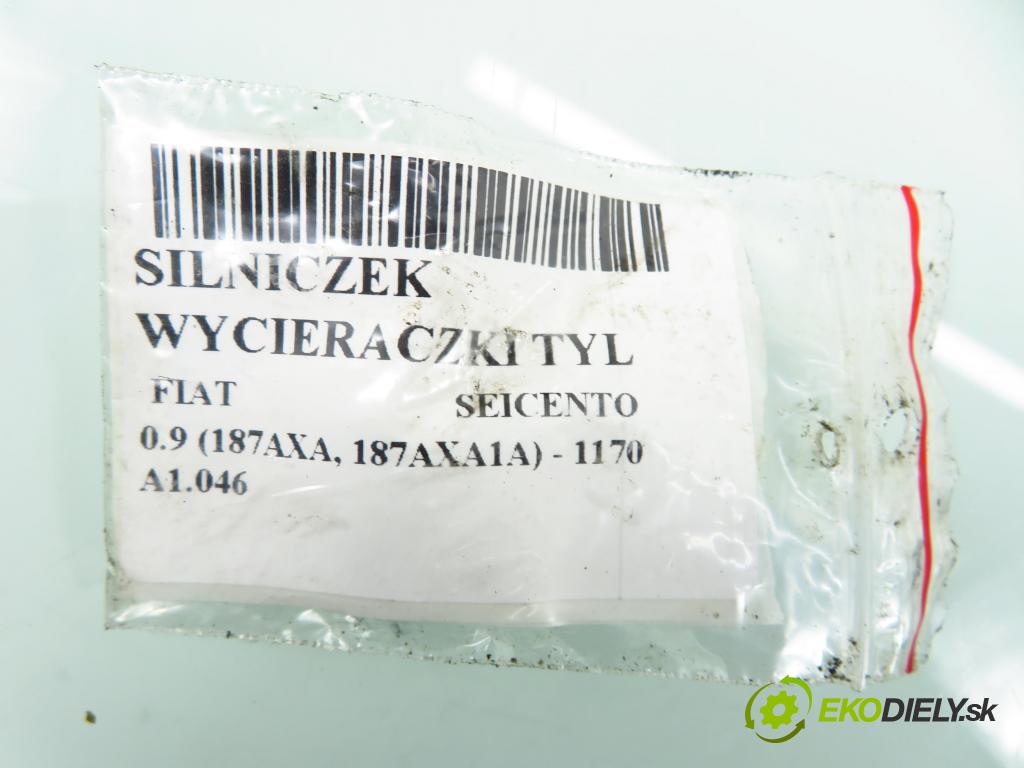 SILNICZEK
WYCIERACZKI TYL
FIAT SEICENTO
0.9 (187AXA, 187AXA1A) - 1170
A1.046
EKODIELY.sk